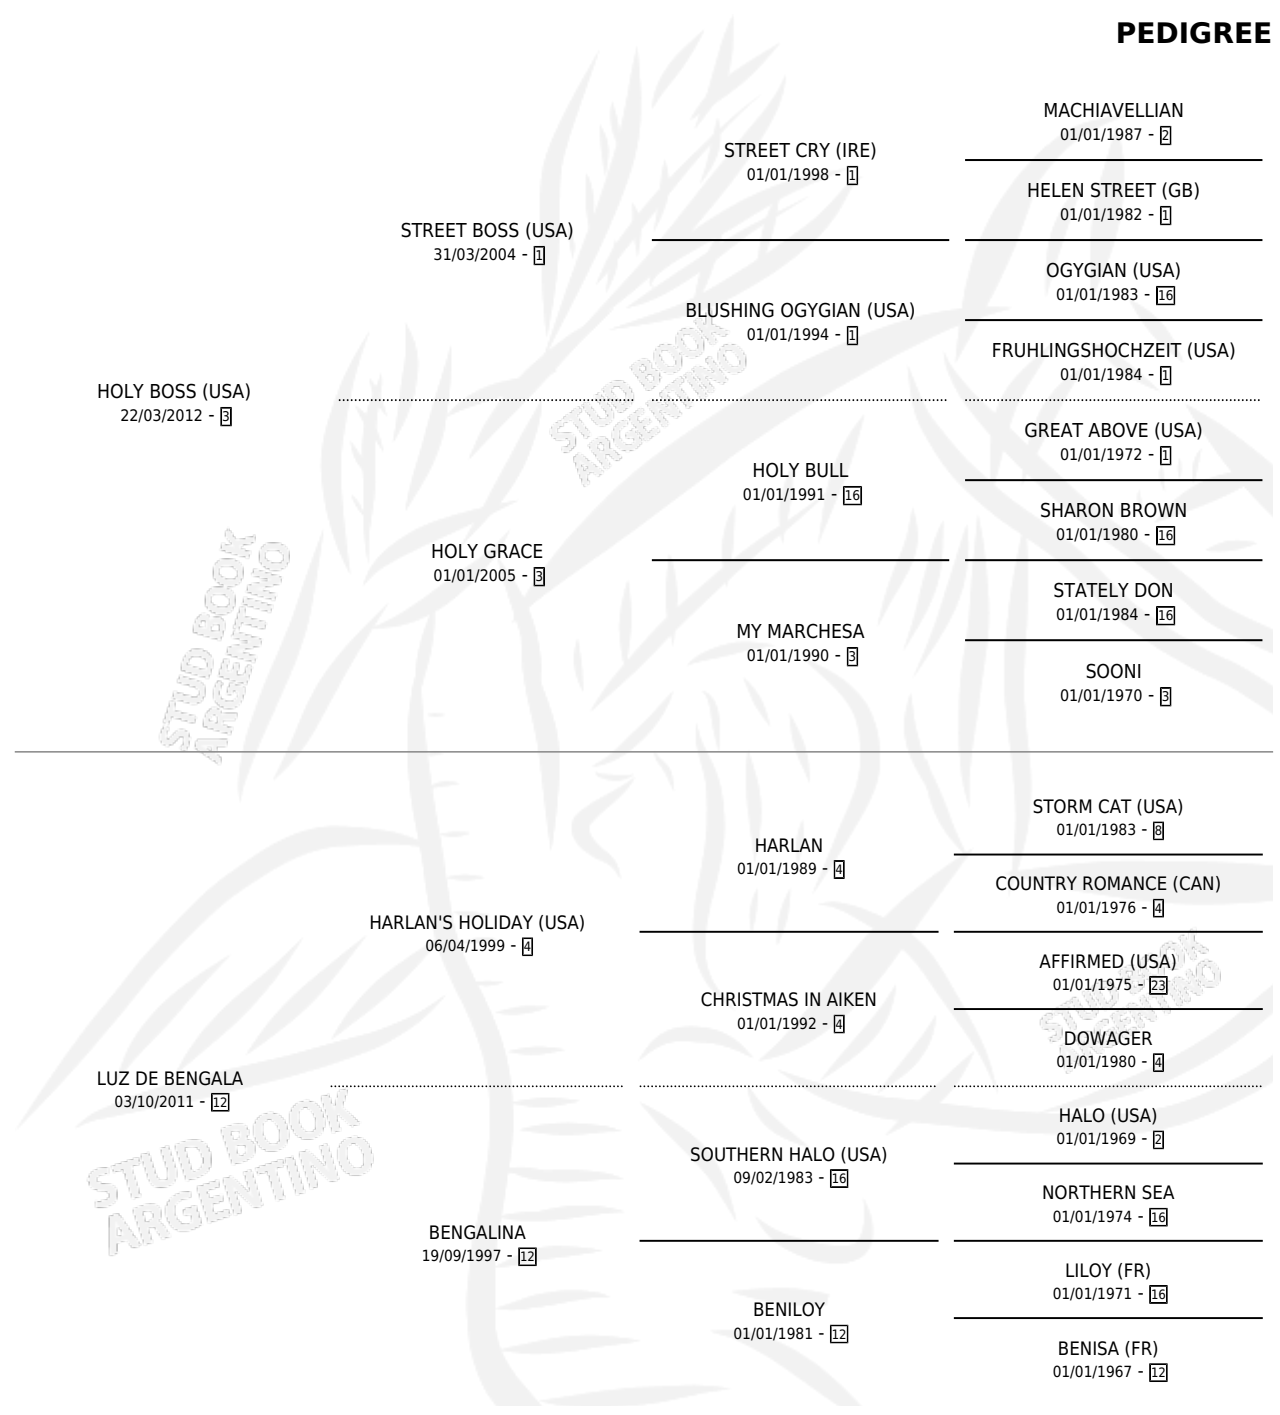 PEDIGREE
MACHIAVELLIAN
01/01/1987 - 2
STREET CRY (IRE)
01/01/1998 - 1
HELEN STREET (GB)
01/01/1982 - 1
STREET BOSS (USA)
31/03/2004 - 1
OGYGIAN (USA)
01/01/1983 - 16
BLUSHING OGYGIAN (USA)
01/01/1994 - 1
FRUHLINGSHOCHZEIT (USA)
01/01/1984 - 1
HOLY BOSS (USA)
22/03/2012 - 3
GREAT ABOVE (USA)
01/01/1972 - 1
HOLY BULL
01/01/1991 - 16
SHARON BROWN
01/01/1980 - 16
HOLY GRACE
01/01/2005 - 3
STATELY DON
01/01/1984 - 16
MY MARCHESA
01/01/1990 - 3
SOONI
01/01/1970 - 3
STORM CAT (USA)
01/01/1983 - 8
HARLAN
01/01/1989 - 4
COUNTRY ROMANCE (CAN)
01/01/1976 - 4
HARLAN'S HOLIDAY (USA)
06/04/1999 - 4
AFFIRMED (USA)
01/01/1975 - 23
CHRISTMAS IN AIKEN
01/01/1992 - 4
DOWAGER
01/01/1980 - 4
LUZ DE BENGALA
03/10/2011 - 12
HALO (USA)
01/01/1969 - 2
SOUTHERN HALO (USA)
09/02/1983 - 16
NORTHERN SEA
01/01/1974 - 16
BENGALINA
19/09/1997 - 12
LILOY (FR)
01/01/1971 - 16
BENILOY
01/01/1981 - 12
BENISA (FR)
01/01/1967 - 12
STUD BOOK
ARGENTINO
STUD BOOK
ARGENTINO
STUD BOOK
ARGENTINO
STUD BOOK
ARGENTINO